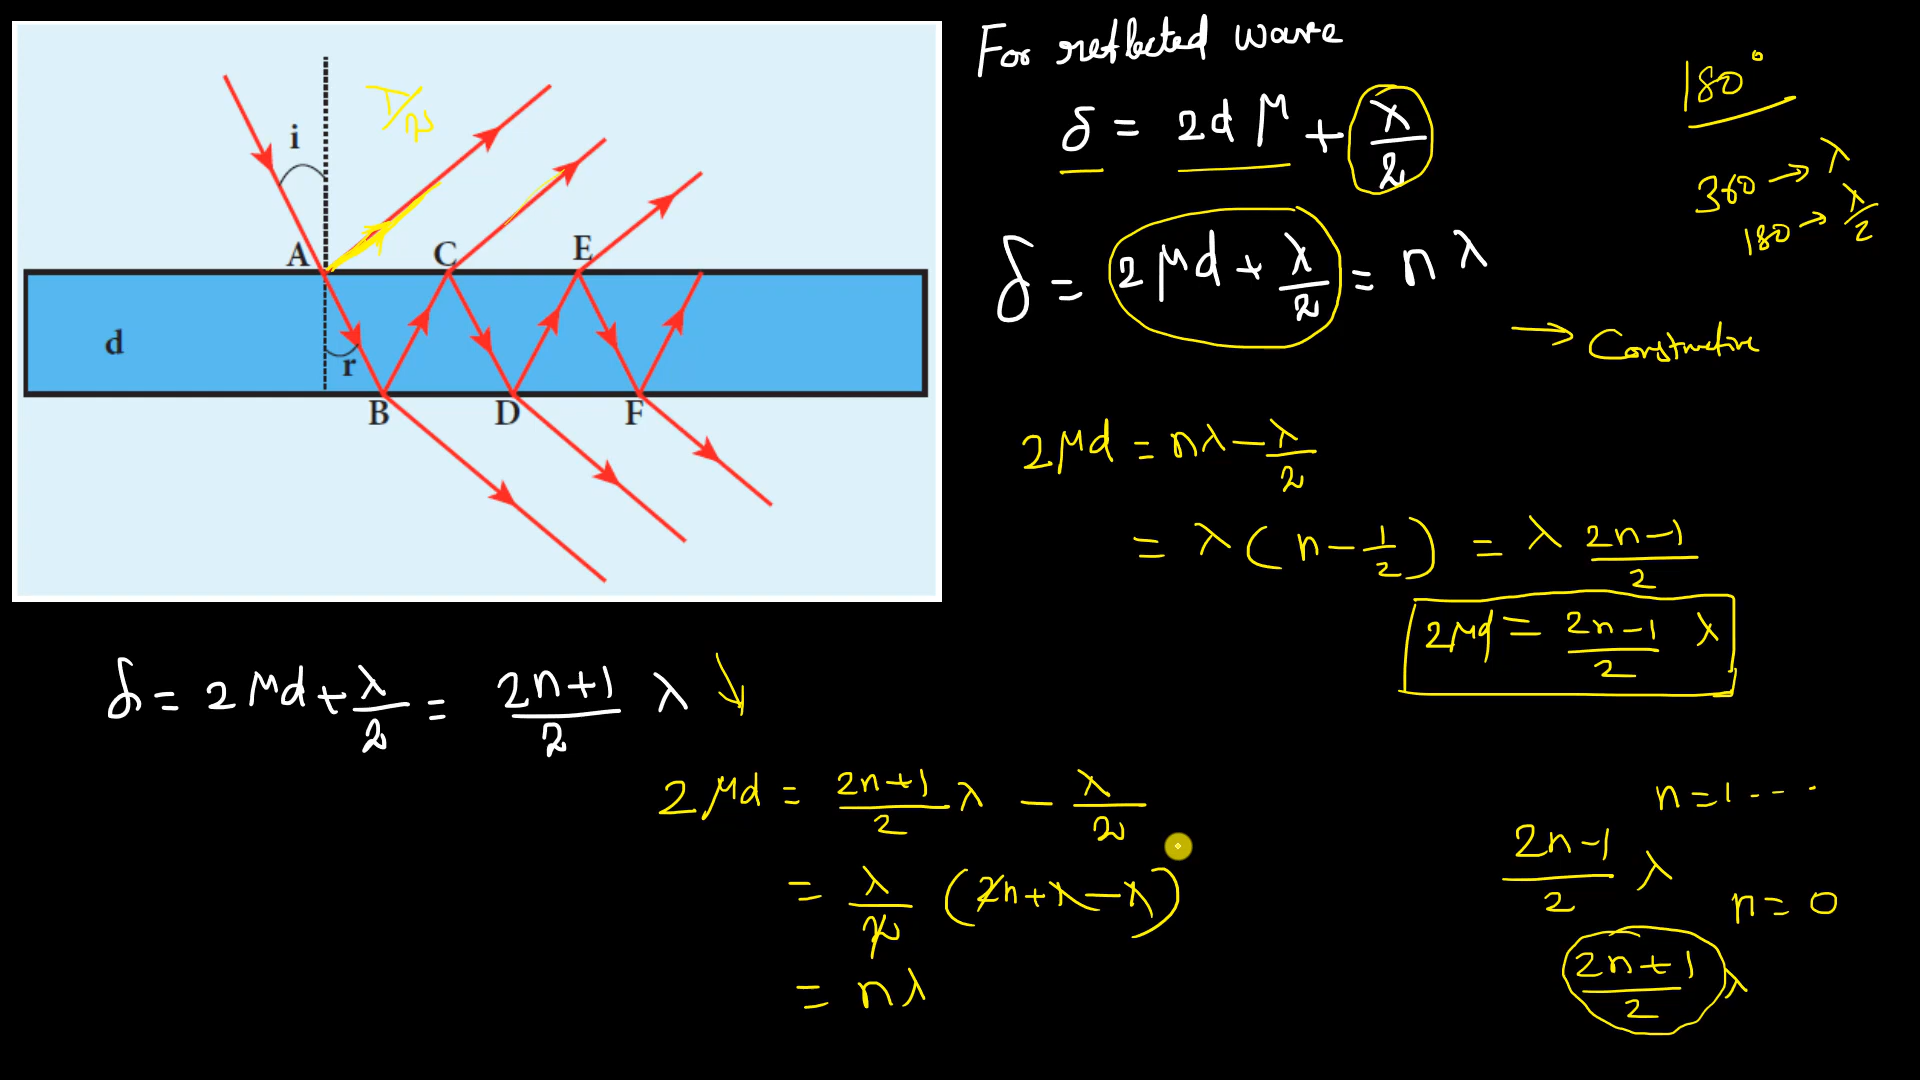 For reflected wave
δ = 2d μ + λ/2
180°
360 → λ
180 → λ/2
δ = 2μd + λ/2 = nλ
→ Constructive
i
A
C
E
d
r
B
D
F
2μd = nλ - λ/2
= λ (n - 1/2) = λ 2n-1/2
2μd = 2n-1/2 λ
δ = 2μd + λ/2 = 2n+1/2 λ
2μd = 2n+1/2 λ - λ/2
= λ/2 (2n+1-1)
= nλ
n=1---
2n-1/2 λ
n=0
2n+1/2 λ